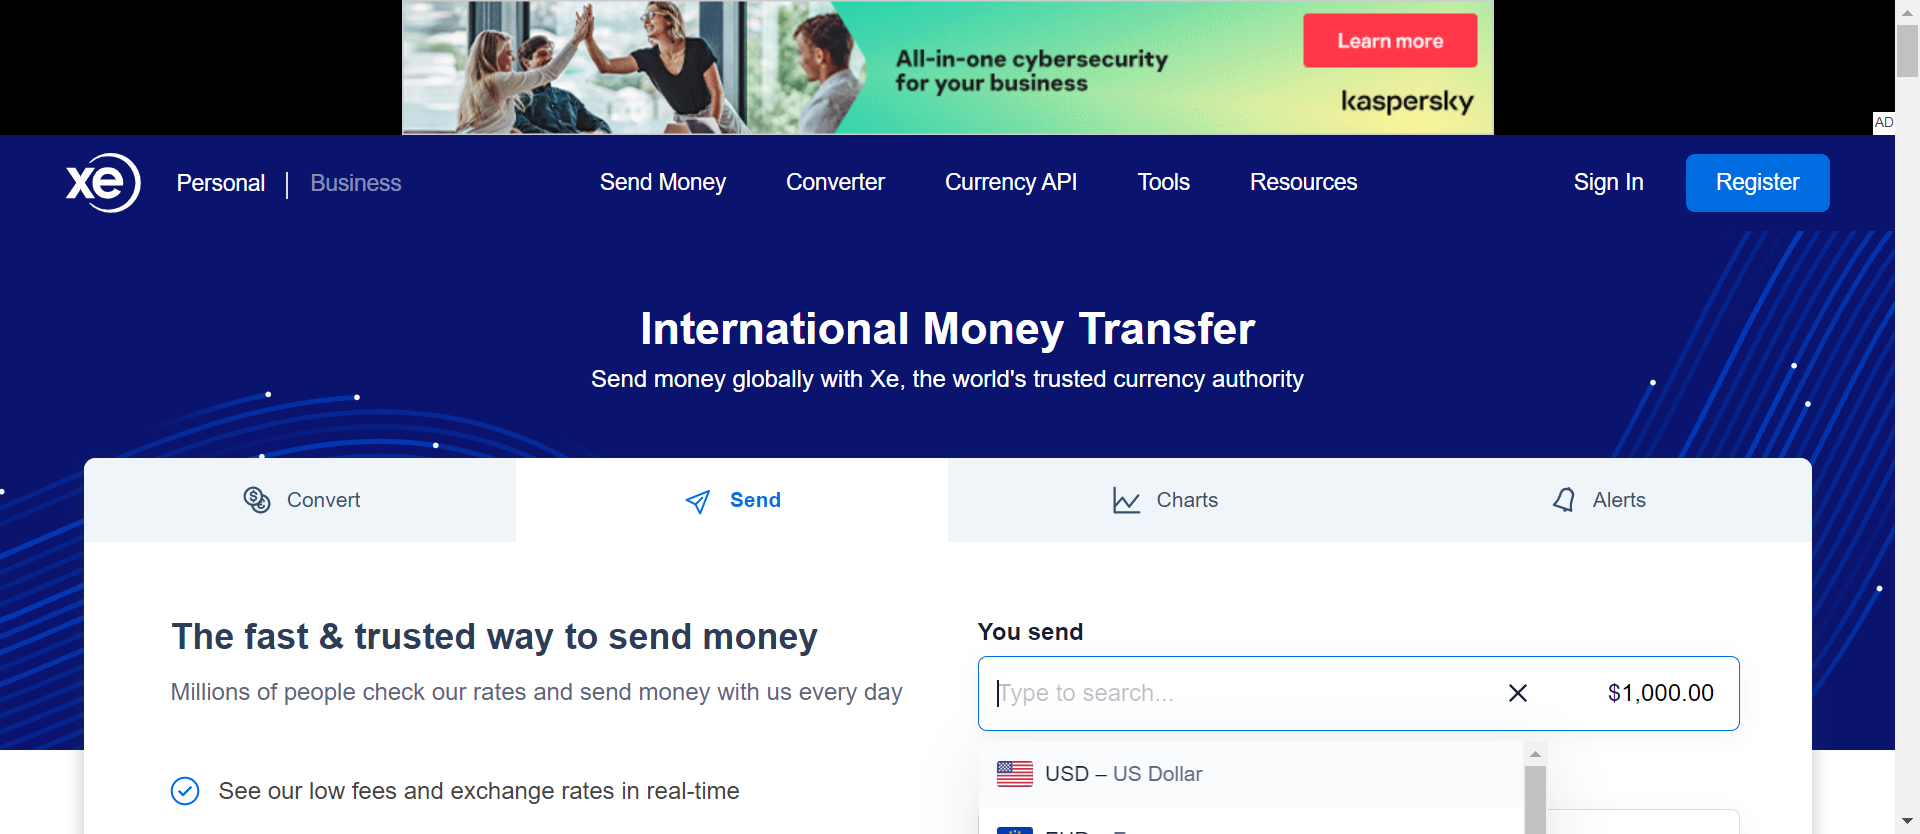 All-in-one cybersecurity
for your business
Learn more
kaspersky
AD
xe
Personal
Business
Send Money
Converter
Currency API
Tools
Resources
Sign In
Register
International Money Transfer
Send money globally with Xe, the world's trusted currency authority
Convert
Send
Charts
Alerts
The fast & trusted way to send money
Millions of people check our rates and send money with us every day
See our low fees and exchange rates in real-time
You send
Type to search...
$1,000.00
USD – US Dollar